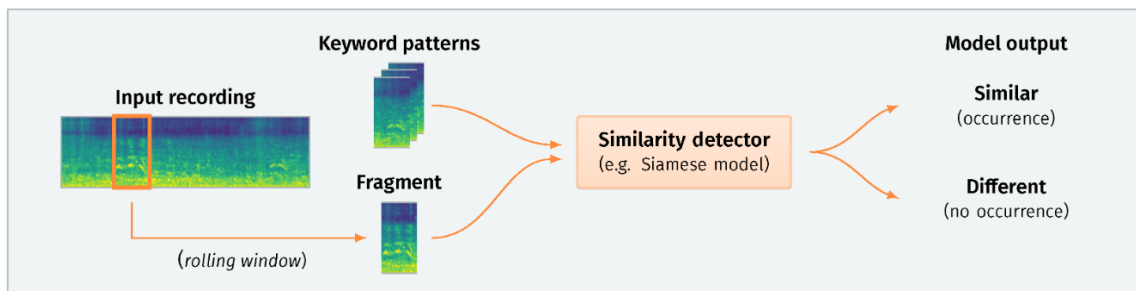 Keyword patterns
Model output
Input recording
Similar
(occurrence)
Similarity detector
(e.g. Siamese model)
Fragment
Different
(no occurrence)
(rolling window)